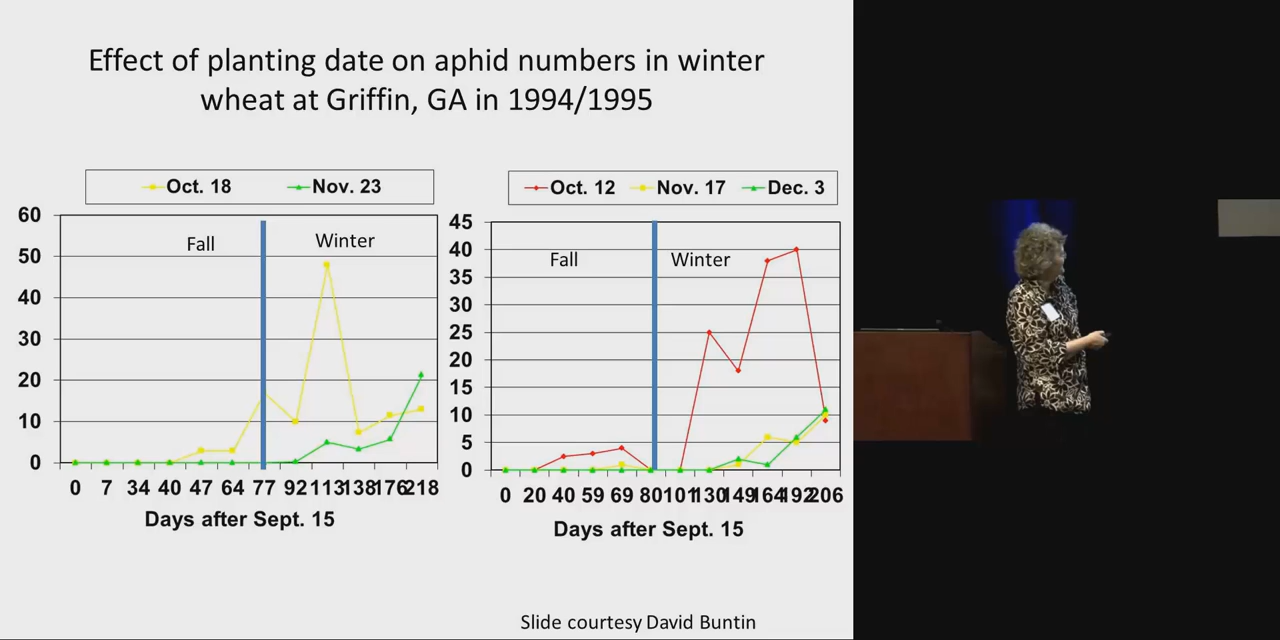 Effect of planting date on aphid numbers in winter
wheat at Griffin, GA in 1994/1995
Oct. 18 Nov. 23
60
50
40
30
20
10
0
Fall
Winter
0 7 34 40 47 64 77 92 113 138 176 218
Days after Sept. 15
Oct. 12 Nov. 17 Dec. 3
45
40
35
30
25
20
15
10
5
0
Fall
Winter
0 20 40 59 69 80 101 130 149 164 192 206
Days after Sept. 15
Slide courtesy David Buntin